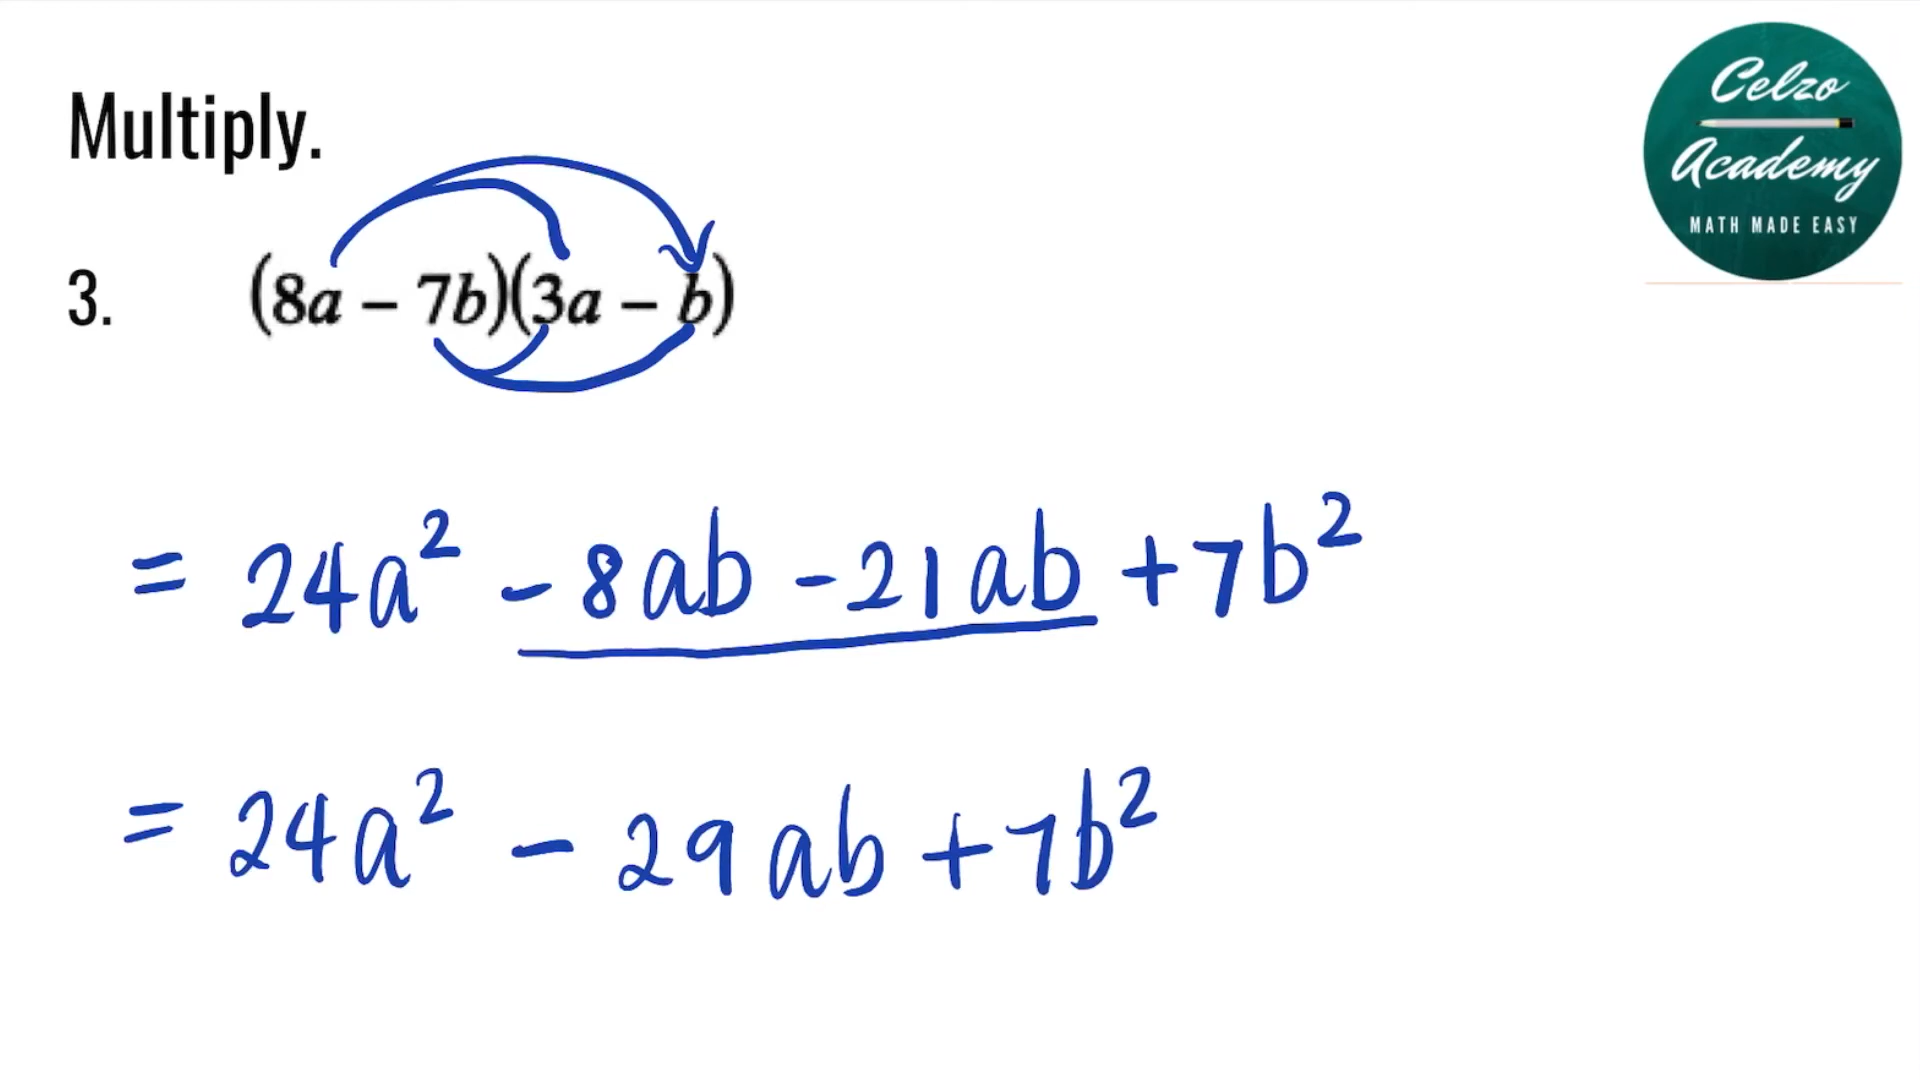 Multiply.
Celzo
Academy
MATH MADE EASY
3. (8a – 7b)(3a – b)
= 24a² - 8ab - 21ab + 7b²
= 24a² - 29ab + 7b²